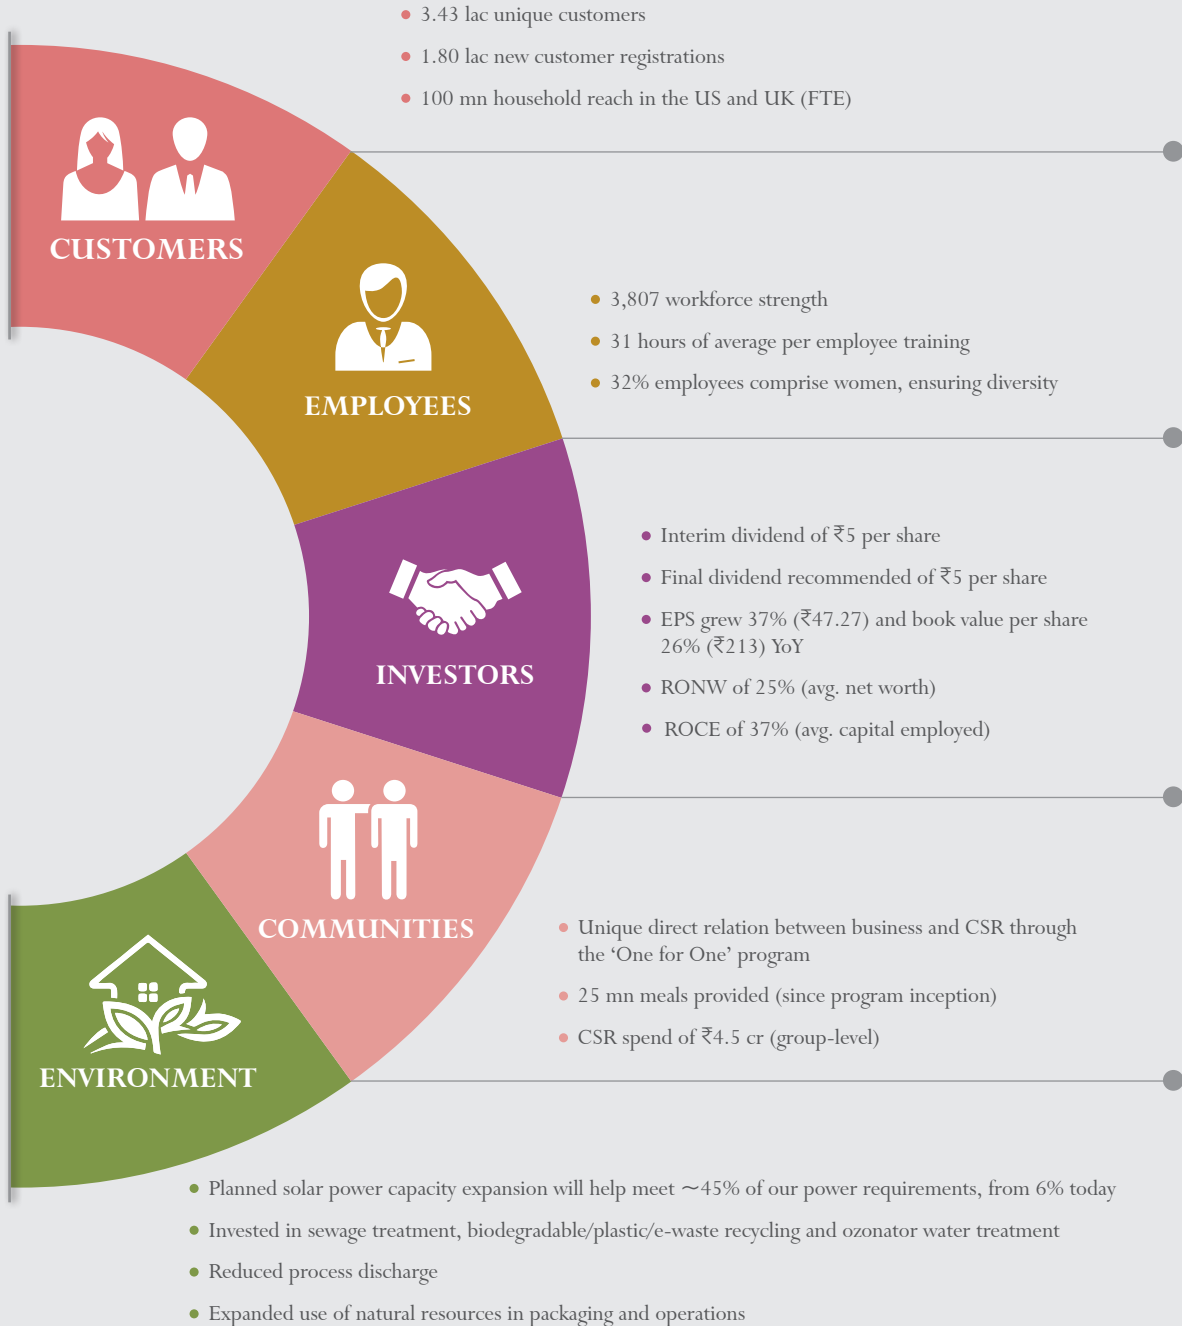 3.43 lac unique customers
1.80 lac new customer registrations
100 mn household reach in the US and UK (FTE)
CUSTOMERS
3,807 workforce strength
31 hours of average per employee training
32% employees comprise women, ensuring diversity
EMPLOYEES
Interim dividend of ₹5 per share
Final dividend recommended of ₹5 per share
EPS grew 37% (₹47.27) and book value per share
26% (₹213) YoY
RONW of 25% (avg. net worth)
ROCE of 37% (avg. capital employed)
INVESTORS
Unique direct relation between business and CSR through
the ‘One for One’ program
25 mn meals provided (since program inception)
CSR spend of ₹4.5 cr (group-level)
COMMUNITIES
ENVIRONMENT
Planned solar power capacity expansion will help meet ~45% of our power requirements, from 6% today
Invested in sewage treatment, biodegradable/plastic/e-waste recycling and ozonator water treatment
Reduced process discharge
Expanded use of natural resources in packaging and operations